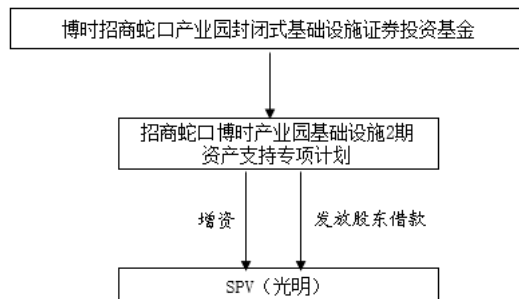 博时招商蛇口产业园封闭式基础设施证券投资基金
招商蛇口博时产业园基础设施2期
资产支持专项计划
增资
发放股东借款
SPV（光明）